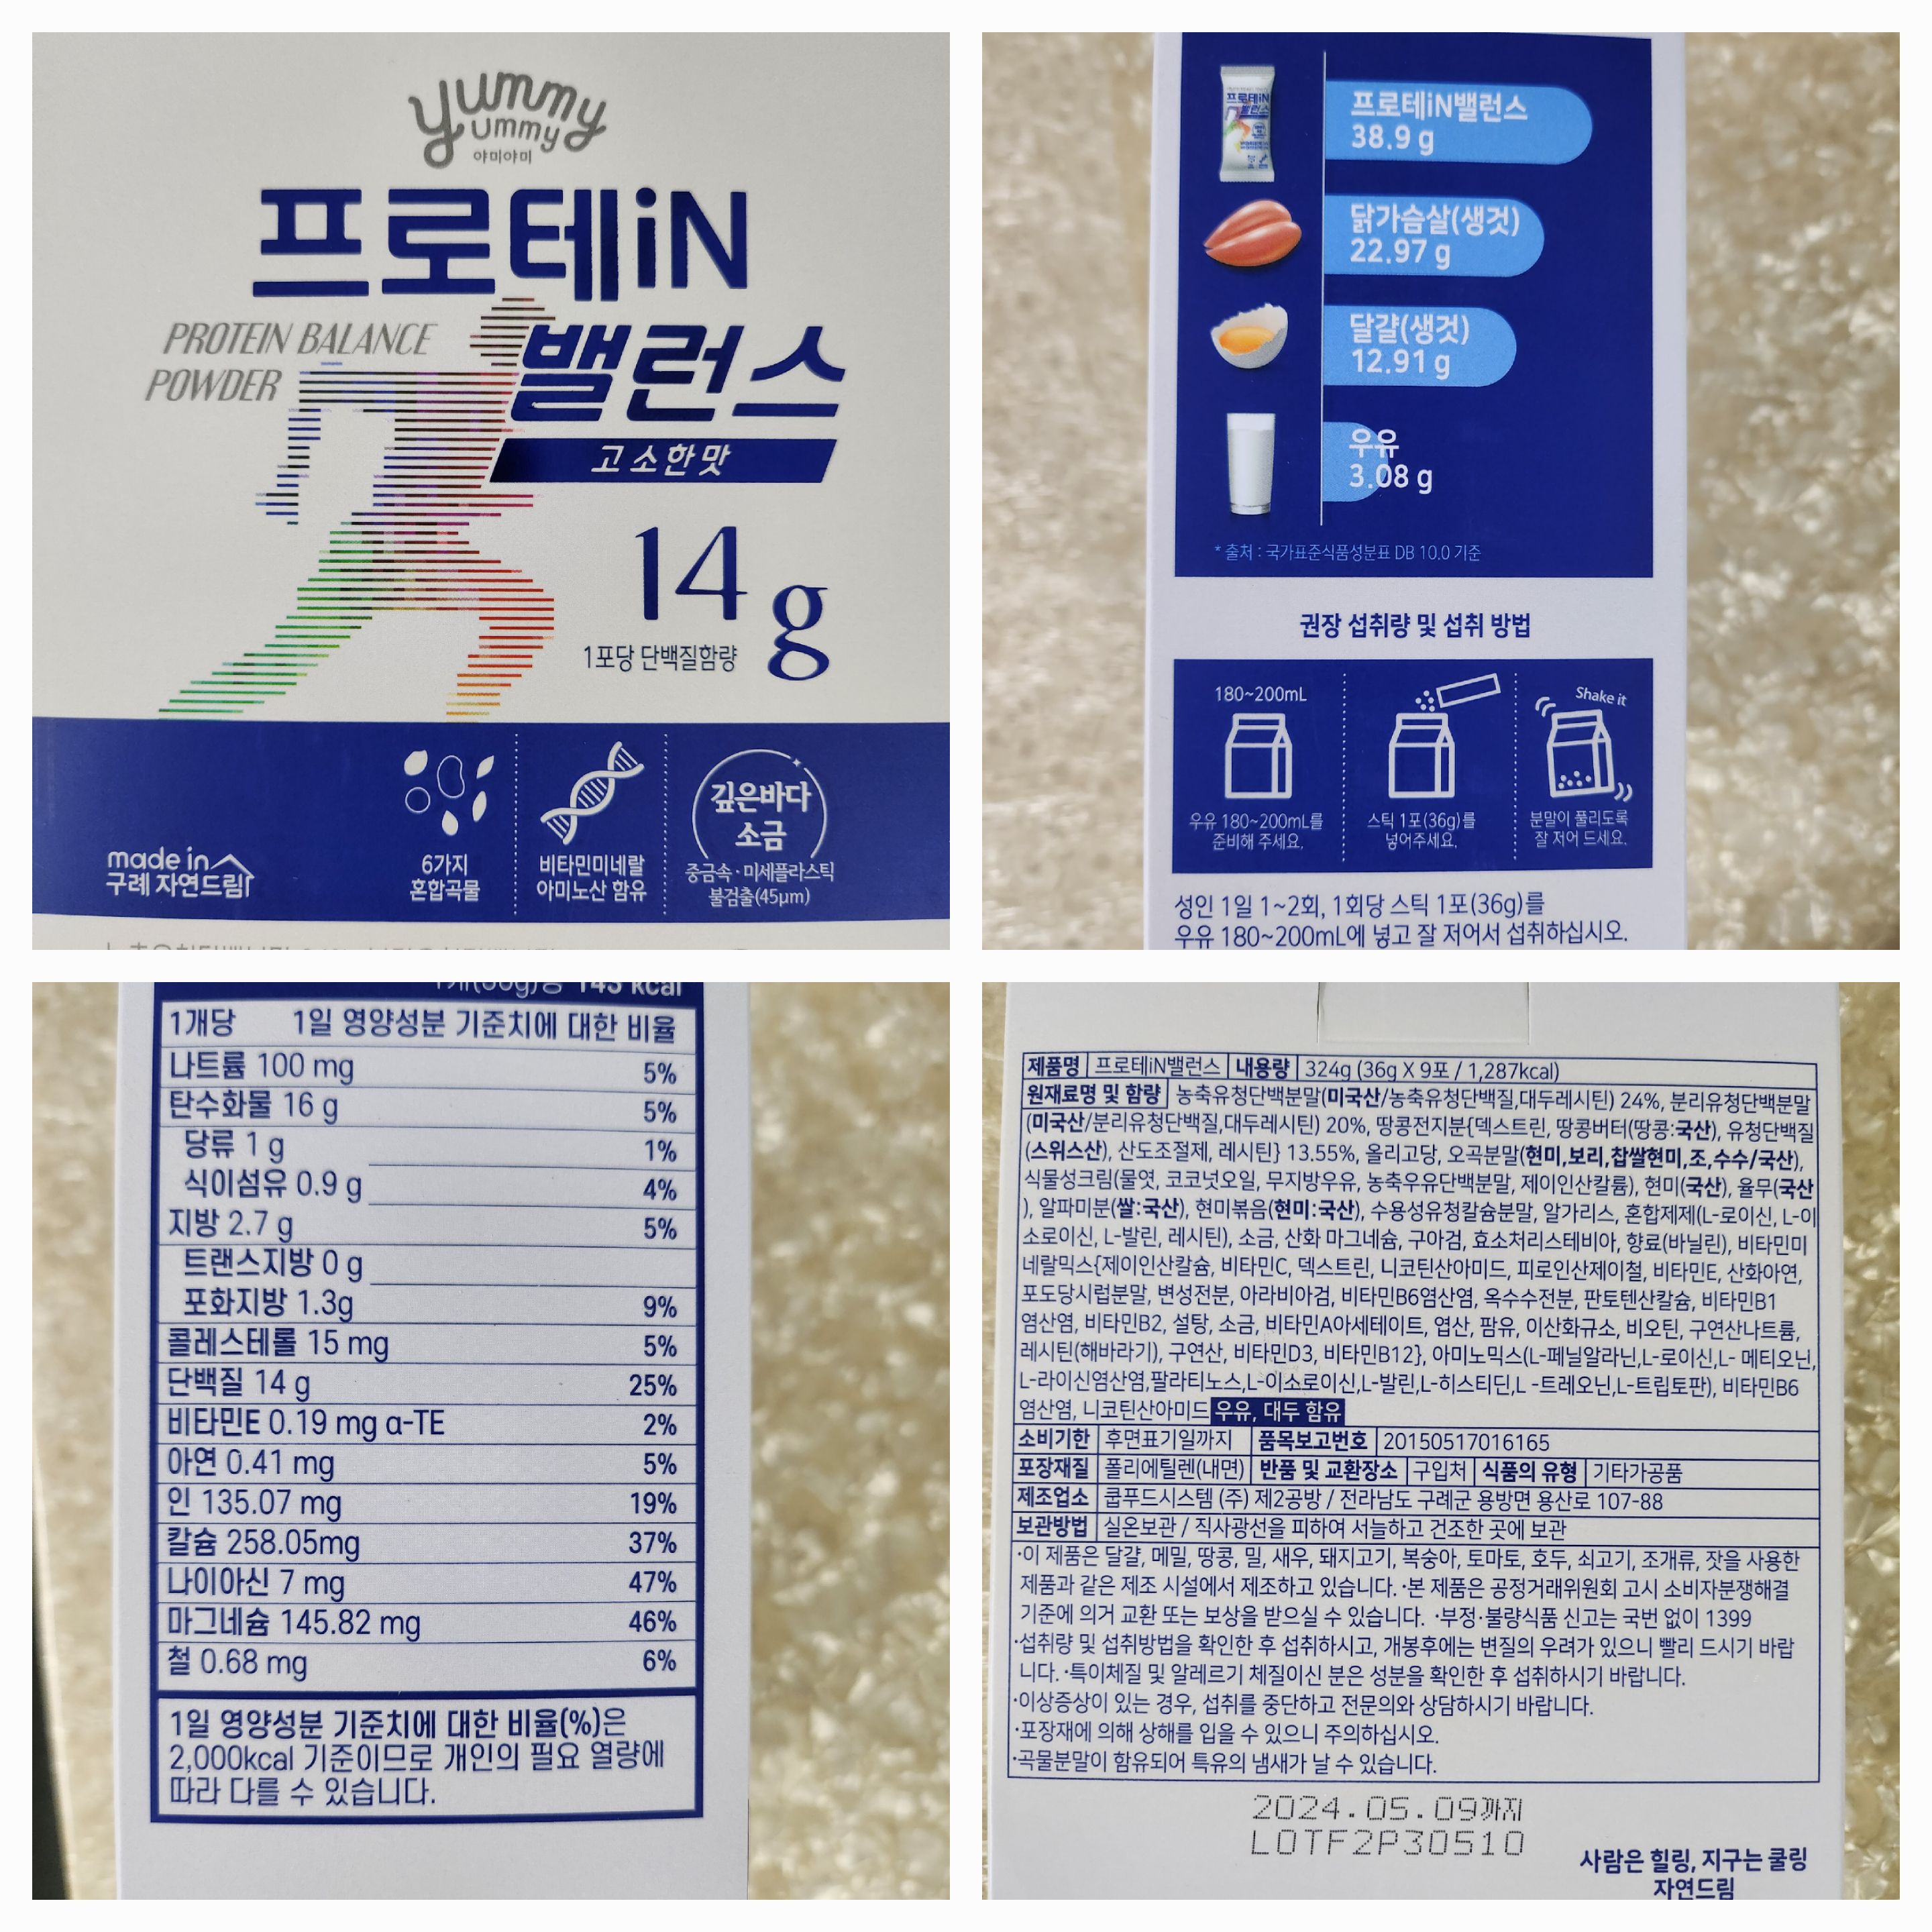 yummy
ummy
야미야미
프로테iN
PROTEIN BALANCE
POWDER
밸런스
고소한맛
14 g
1포당 단백질함량
made in
구례 자연드림
6가지
혼합곡물
비타민미네랄
아미노산 함유
깊은바다
소금
중금속·미세플라스틱
불검출(45μm)
프로테iN
밸런스
프로테iN밸런스
38.9 g
닭가슴살(생것)
22.97 g
달걀(생것)
12.91 g
우유
3.08 g
* 출처 : 국가표준식품성분표 DB 10.0 기준
권장 섭취량 및 섭취 방법
180~200mL
우유 180~200mL를
준비해 주세요.
스틱 1포(36g)를
넣어주세요.
Shake it
분말이 풀리도록
잘 저어 드세요.
성인 1일 1~2회, 1회당 스틱 1포(36g)를
우유 180~200mL에 넣고 잘 저어서 섭취하십시오.
143 kcal
1개당 1일 영양성분 기준치에 대한 비율
나트륨 100 mg 5%
탄수화물 16 g 5%
당류 1 g 1%
식이섬유 0.9 g 4%
지방 2.7 g 5%
트랜스지방 0 g
포화지방 1.3g 9%
콜레스테롤 15 mg 5%
단백질 14 g 25%
비타민E 0.19 mg α-TE 2%
아연 0.41 mg 5%
인 135.07 mg 19%
칼슘 258.05mg 37%
나이아신 7 mg 47%
마그네슘 145.82 mg 46%
철 0.68 mg 6%
1일 영양성분 기준치에 대한 비율(%)은
2,000kcal 기준이므로 개인의 필요 열량에
따라 다를 수 있습니다.
제품명 프로테iN밸런스 내용량 324g (36g X 9포 / 1,287kcal)
원재료명 및 함량 농축유청단백분말(미국산/농축유청단백질,대두레시틴) 24%, 분리유청단백분말
(미국산/분리유청단백질,대두레시틴) 20%, 땅콩전지분{덱스트린, 땅콩버터(땅콩:국산), 유청단백질
(스위스산), 산도조절제, 레시틴} 13.55%, 올리고당, 오곡분말(현미,보리,찹쌀현미,조,수수/국산),
식물성크림(물엿, 코코넛오일, 무지방우유, 농축우유단백분말, 제이인산칼륨), 현미(국산), 율무(국산
), 알파미분(쌀:국산), 현미볶음(현미:국산), 수용성유청칼슘분말, 알가리스, 혼합제제(L-로이신, L-이
소로이신, L-발린, 레시틴), 소금, 산화 마그네슘, 구아검, 효소처리스테비아, 향료(바닐린), 비타민미
네랄믹스{제이인산칼슘, 비타민C, 덱스트린, 니코틴산아미드, 피로인산제이철, 비타민E, 산화아연,
포도당시럽분말, 변성전분, 아라비아검, 비타민B6염산염, 옥수수전분, 판토텐산칼슘, 비타민B1
염산염, 비타민B2, 설탕, 소금, 비타민A아세테이트, 엽산, 팜유, 이산화규소, 비오틴, 구연산나트륨,
레시틴(해바라기), 구연산, 비타민D3, 비타민B12}, 아미노믹스(L-페닐알라닌,L-로이신,L- 메티오닌,
L-라이신염산염,팔라티노스,L-이소로이신,L-발린,L-히스티딘,L -트레오닌,L-트립토판), 비타민B6
염산염, 니코틴산아미드 우유, 대두 함유
소비기한 후면표기일까지 품목보고번호 20150517016165
포장재질 폴리에틸렌(내면) 반품 및 교환장소 구입처 식품의 유형 기타가공품
제조업소 쿱푸드시스템 (주) 제2공방 / 전라남도 구례군 용방면 용산로 107-88
보관방법 실온보관 / 직사광선을 피하여 서늘하고 건조한 곳에 보관
·이 제품은 달걀, 메밀, 땅콩, 밀, 새우, 돼지고기, 복숭아, 토마토, 호두, 쇠고기, 조개류, 잣을 사용한
제품과 같은 제조 시설에서 제조하고 있습니다. ·본 제품은 공정거래위원회 고시 소비자분쟁해결
기준에 의거 교환 또는 보상을 받으실 수 있습니다. ·부정·불량식품 신고는 국번 없이 1399
·섭취량 및 섭취방법을 확인한 후 섭취하시고, 개봉후에는 변질의 우려가 있으니 빨리 드시기 바랍
니다. ·특이체질 및 알레르기 체질이신 분은 성분을 확인한 후 섭취하시기 바랍니다.
·이상증상이 있는 경우, 섭취를 중단하고 전문의와 상담하시기 바랍니다.
·포장재에 의해 상해를 입을 수 있으니 주의하십시오.
·곡물분말이 함유되어 특유의 냄새가 날 수 있습니다.
2024.05.09까지
LOTF2P30510
사람은 힐링, 지구는 쿨링
자연드림